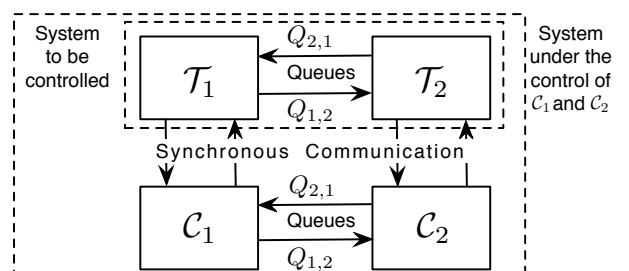 System
to be
controlled
Q2,1
Queues
Q1,2
T1
T2
System
under the
control of
C1 and C2
Synchronous Communication
Q2,1
Queues
Q1,2
C1
C2